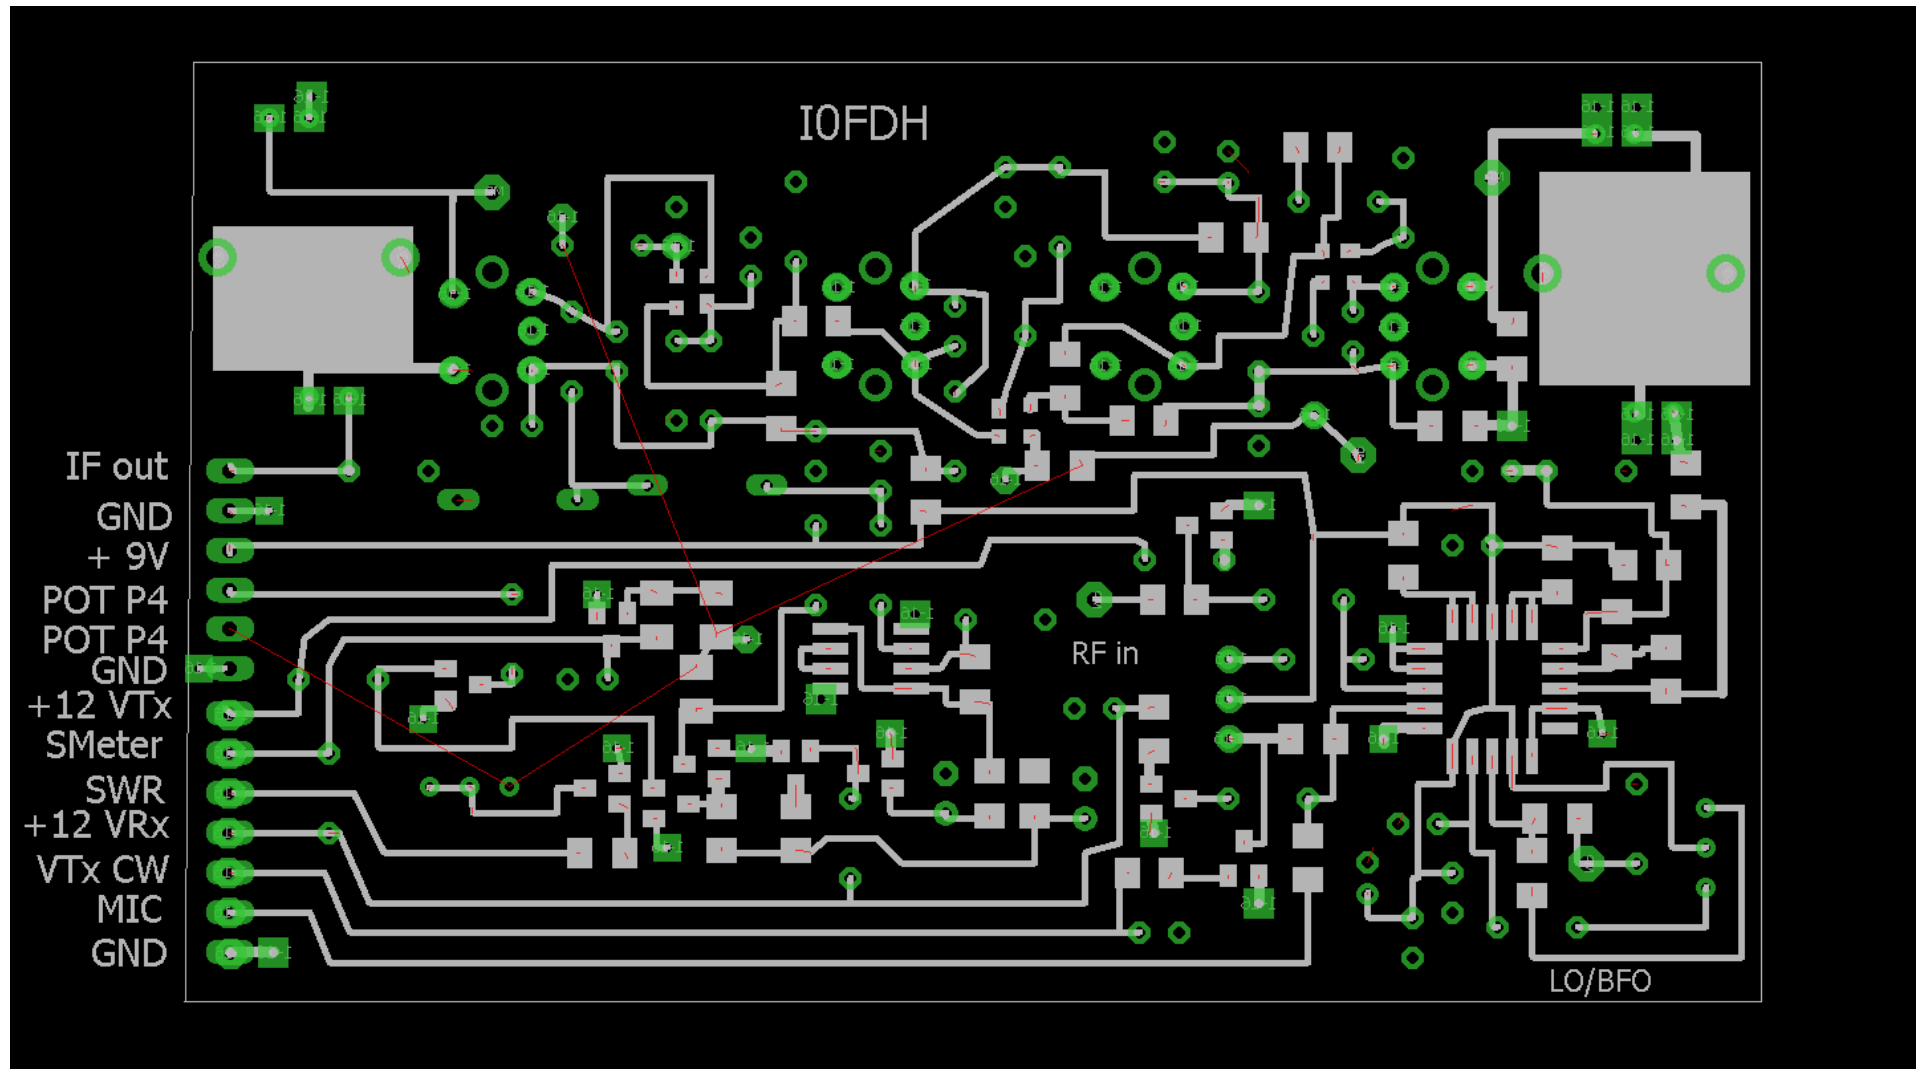 I0FDH
IF out
GND
+ 9V
POT P4
POT P4
GND
+12 VTx
SMeter
SWR
+12 VRx
VTx CW
MIC
GND
RF in
LO/BFO